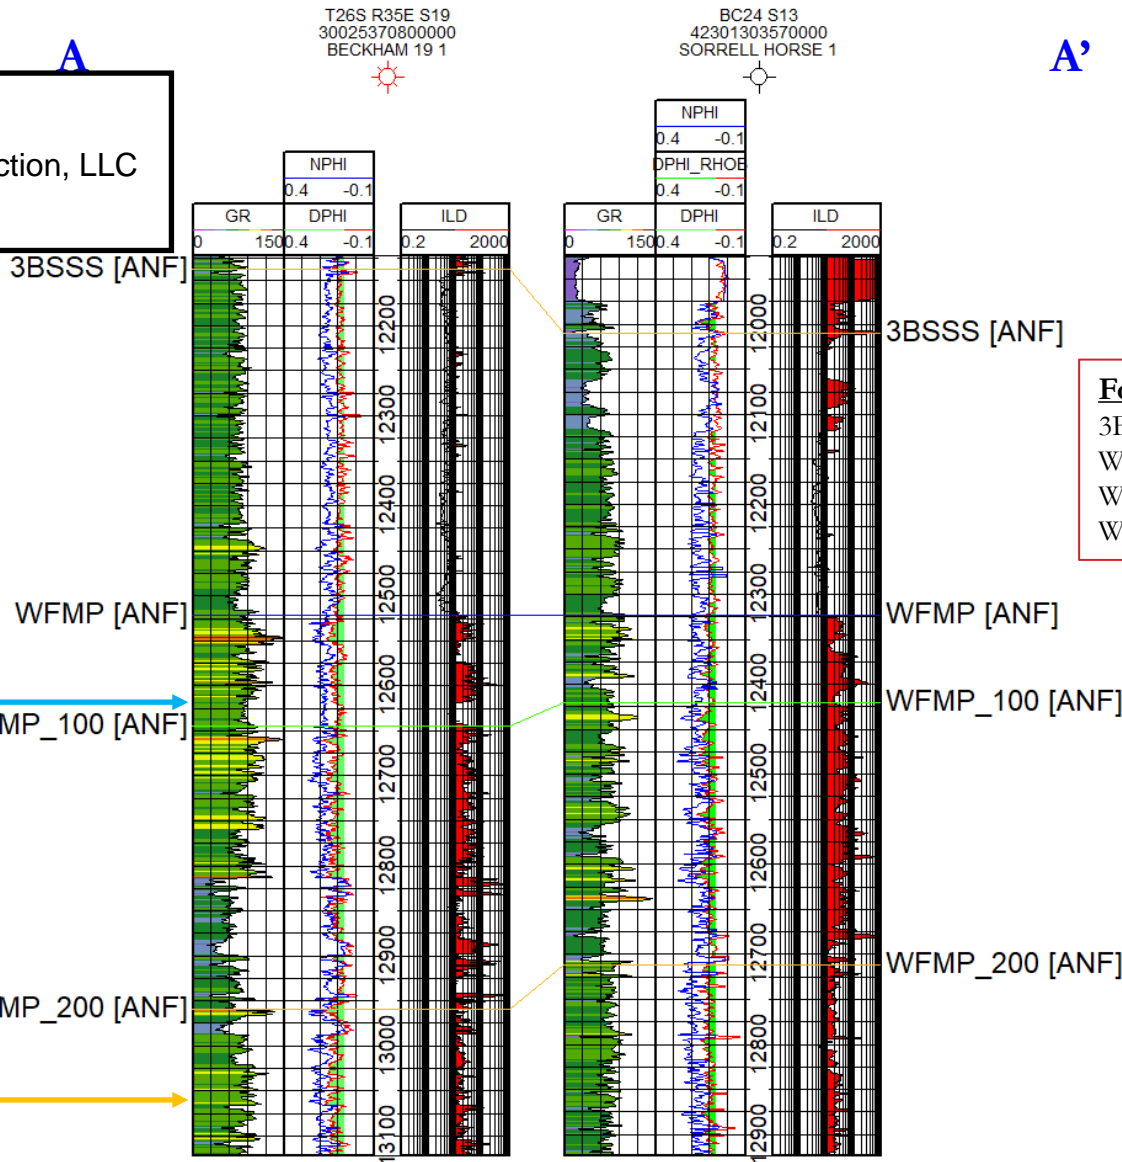 T26S R35E S19
30025370800000
BECKHAM 19 1
BC24 S13
42301303570000
SORRELL HORSE 1
A
A’
ction, LLC
NPHI
0.4 -0.1
GR DPHI ILD
0 150 0.4 -0.1 0.2 2000
NPHI
0.4 -0.1
DPHI_RHOB
0.4 -0.1
GR DPHI ILD
0 150 0.4 -0.1 0.2 2000
3BSSS [ANF]
WFMP [ANF]
MP_100 [ANF]
MP_200 [ANF]
12200
12300
12400
12500
12600
12700
12800
12900
13000
13100
12000
12100
12200
12300
12400
12500
12600
12700
12800
12900
3BSSS [ANF]
WFMP [ANF]
WFMP_100 [ANF]
WFMP_200 [ANF]
Fo
3B
W
W
W